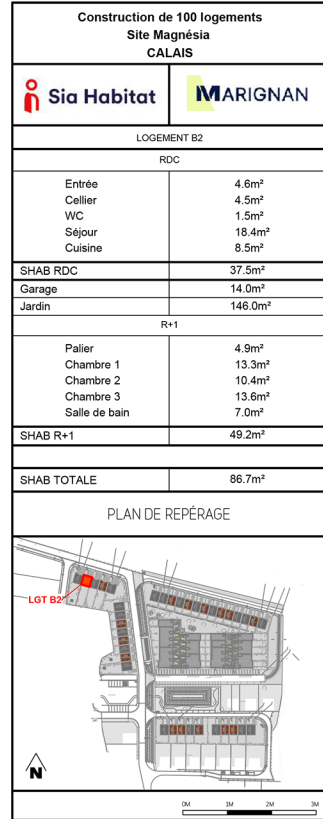 Construction de 100 logements
Site Magnésia
CALAIS
Sia Habitat
MARIGNAN
LOGEMENT B2
RDC
Entrée 4.6m²
Cellier 4.5m²
WC 1.5m²
Séjour 18.4m²
Cuisine 8.5m²
SHAB RDC 37.5m²
Garage 14.0m²
Jardin 146.0m²
R+1
Palier 4.9m²
Chambre 1 13.3m²
Chambre 2 10.4m²
Chambre 3 13.6m²
Salle de bain 7.0m²
SHAB R+1 49.2m²
SHAB TOTALE 86.7m²
PLAN DE REPÉRAGE
LGT B2
N
0M 1M 2M 3M